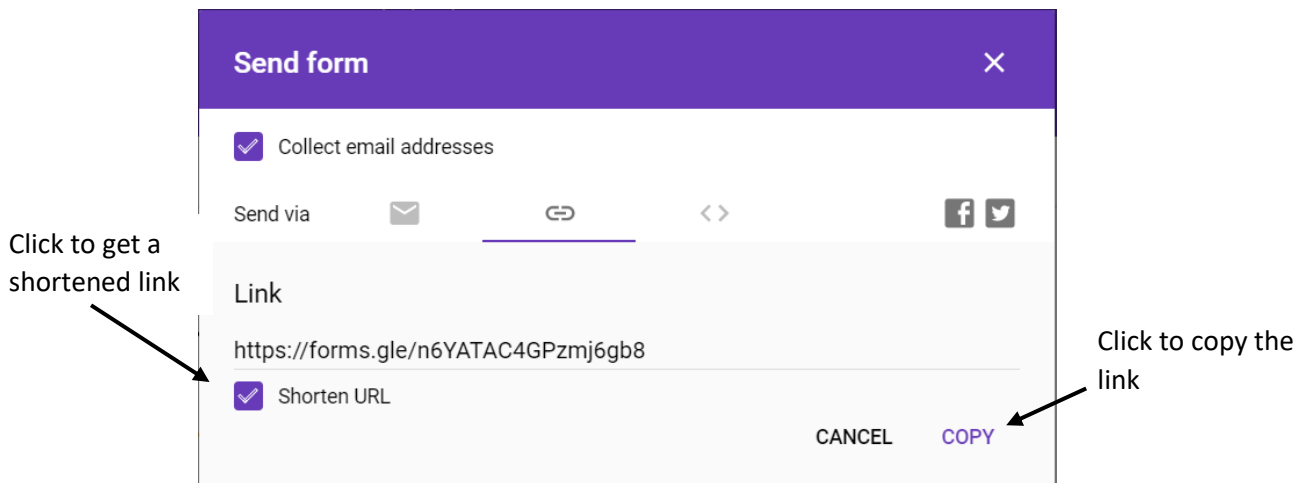 Send form
Collect email addresses
Send via
Click to get a
shortened link
Link
https://forms.gle/n6YATAC4GPzmj6gb8
Shorten URL
Click to copy the
link
CANCEL COPY